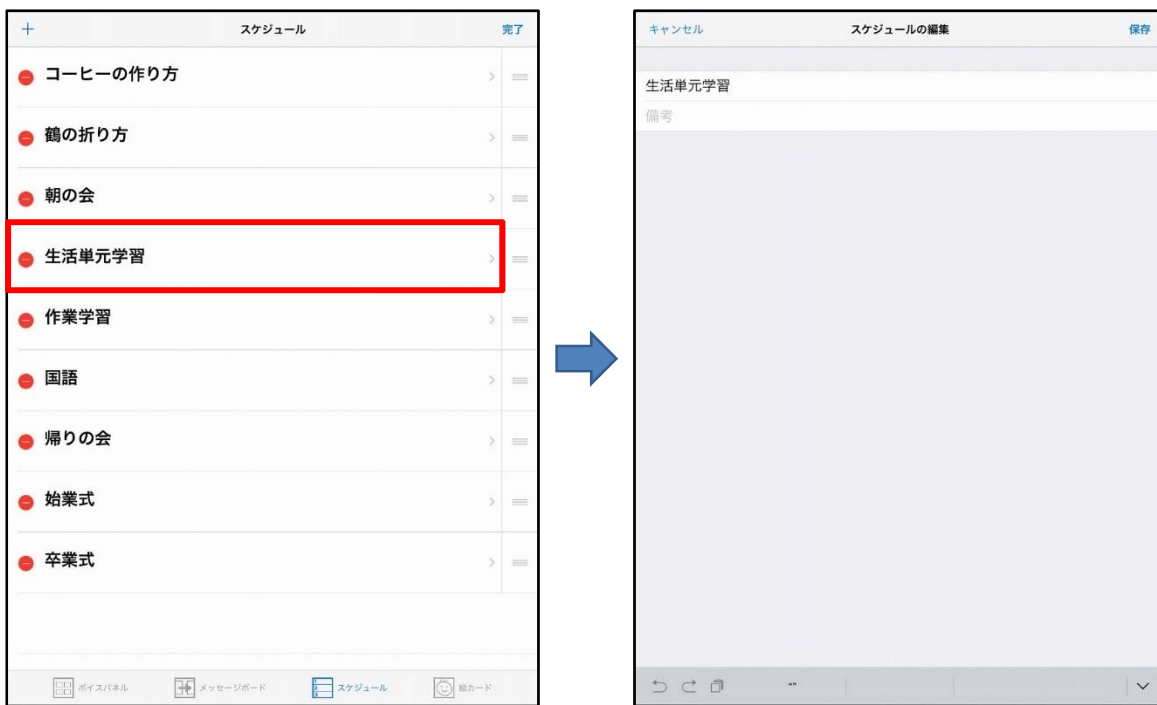 + スケジュール 完了
コーヒーの作り方
鶴の折り方
朝の会
生活単元学習
作業学習
国語
帰りの会
始業式
卒業式
ボイスパネル メッセージボード スケジュール 絵カード
キャンセル スケジュールの編集 保存
生活単元学習
備考